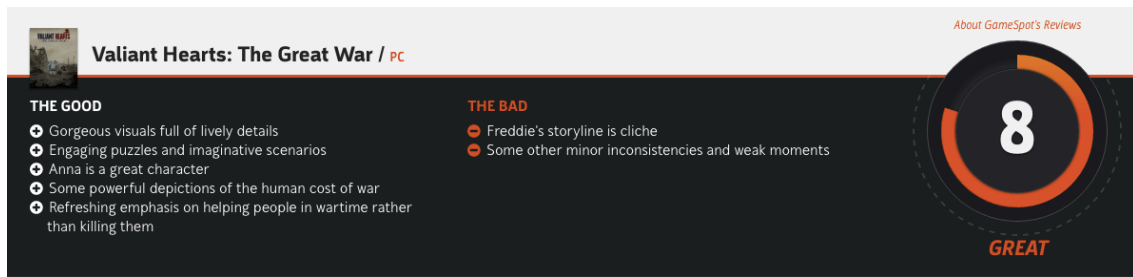 About GameSpot's Reviews
VALIANT HEARTS
Valiant Hearts: The Great War / PC
THE GOOD
Gorgeous visuals full of lively details
Engaging puzzles and imaginative scenarios
Anna is a great character
Some powerful depictions of the human cost of war
Refreshing emphasis on helping people in wartime rather
than killing them
THE BAD
Freddie's storyline is cliche
Some other minor inconsistencies and weak moments
8
GREAT